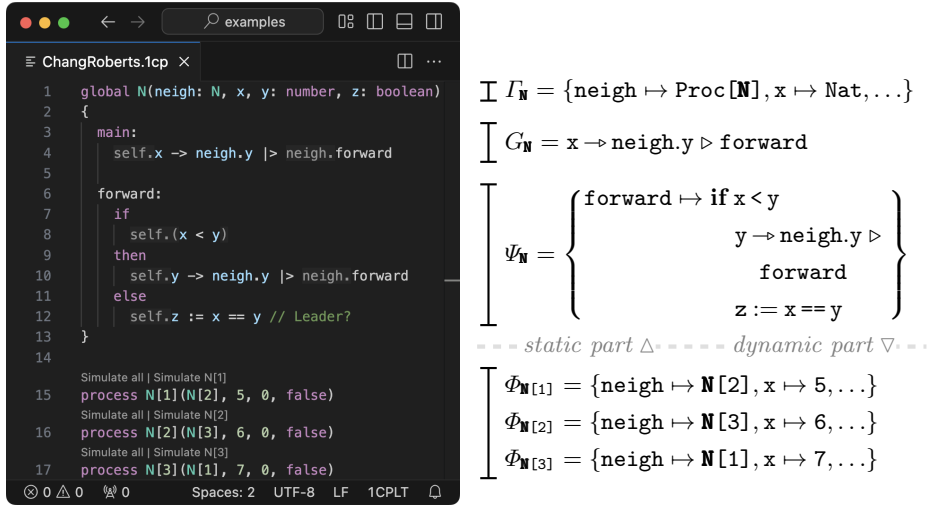 examples
ChangRoberts.1cp
1 global N(neigh: N, x, y: number, z: boolean)
2 {
3 main:
4 self.x -> neigh.y |> neigh.forward
5
6 forward:
7 if
8 self.(x < y)
9 then
10 self.y -> neigh.y |> neigh.forward
11 else
12 self.z := x == y // Leader?
13 }
14
Simulate all | Simulate N[1]
15 process N[1](N[2], 5, 0, false)
Simulate all | Simulate N[2]
16 process N[2](N[3], 6, 0, false)
Simulate all | Simulate N[3]
17 process N[3](N[1], 7, 0, false)
0 0 0 Spaces: 2 UTF-8 LF 1CPLT
Γ_N = {neigh ↦ Proc[N], x ↦ Nat, ...}
G_N = x ⇾ neigh.y ▷ forward
Ψ_N = { forward ↦ if x < y
y ⇾ neigh.y ▷
forward
z := x == y }
static part △ dynamic part ▽
Φ_N[1] = {neigh ↦ N[2], x ↦ 5, ...}
Φ_N[2] = {neigh ↦ N[3], x ↦ 6, ...}
Φ_N[3] = {neigh ↦ N[1], x ↦ 7, ...}